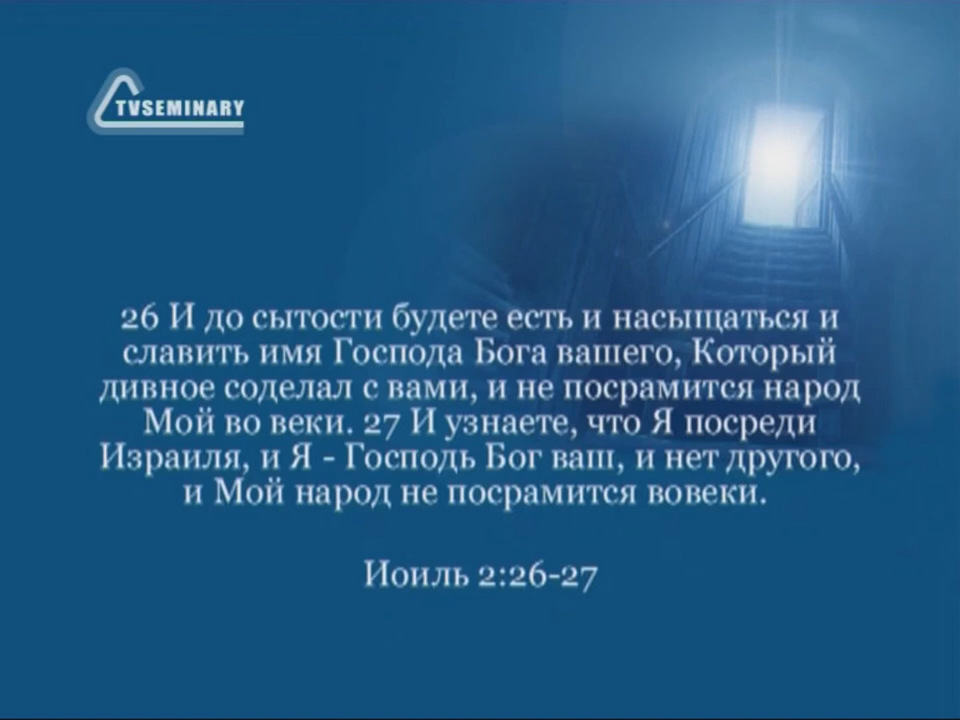 TVSEMINARY
26 И до сытости будете есть и насыщаться и
славить имя Господа Бога вашего, Который
дивное соделал с вами, и не посрамится народ
Мой во веки. 27 И узнаете, что Я посреди
Израиля, и Я - Господь Бог ваш, и нет другого,
и Мой народ не посрамится вовеки.
Иоиль 2:26-27